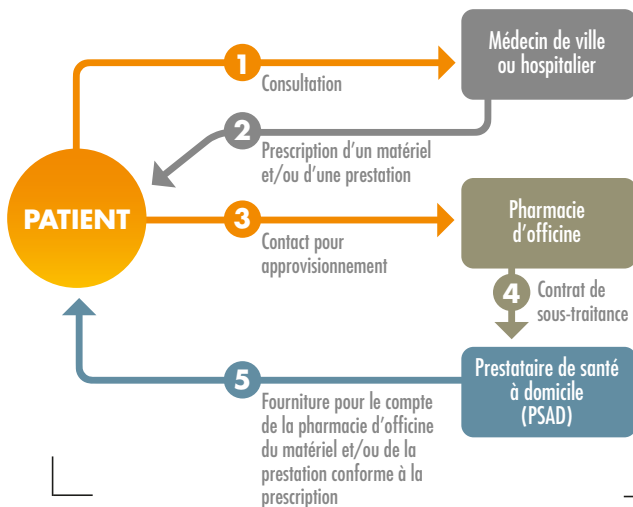 Médecin de ville
ou hospitalier
1
Consultation
2
Prescription d’un matériel
et/ou d’une prestation
PATIENT
3
Contact pour
approvisionnement
Pharmacie
d’officine
4
Contrat de
sous-traitance
Prestataire de santé
à domicile
(PSAD)
5
Fourniture pour le compte
de la pharmacie d’officine
du matériel et/ou de la
prestation conforme à la
prescription